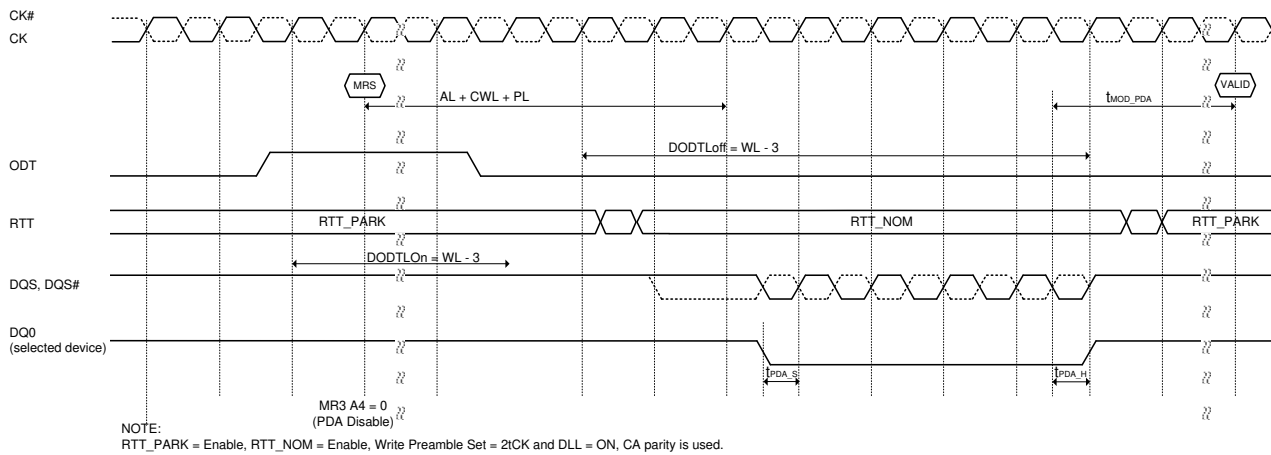 CK#
CK
MRS
VALID
AL + CWL + PL
tMOD_PDA
DODTLoff = WL - 3
ODT
RTT
RTT_PARK
RTT_NOM
RTT_PARK
DODTLOn = WL - 3
DQS, DQS#
DQ0
(selected device)
tPDA_S
tPDA_H
MR3 A4 = 0
(PDA Disable)
NOTE:
RTT_PARK = Enable, RTT_NOM = Enable, Write Preamble Set = 2tCK and DLL = ON, CA parity is used.